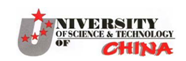 UNIVERSITY
OF SCIENCE & TECHNOLOGY
OF CHINA